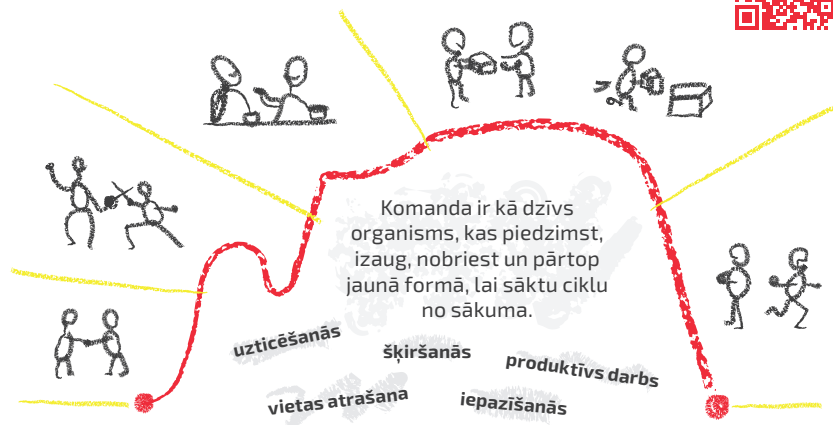 Komanda ir kā dzīvs
organisms, kas piedzimst,
izaug, nobriest un pārtop
jaunā formā, lai sāktu ciklu
no sākuma.
uzticēšanās
šķiršanās
produktīvs darbs
vietas atrašana
iepazīšanās